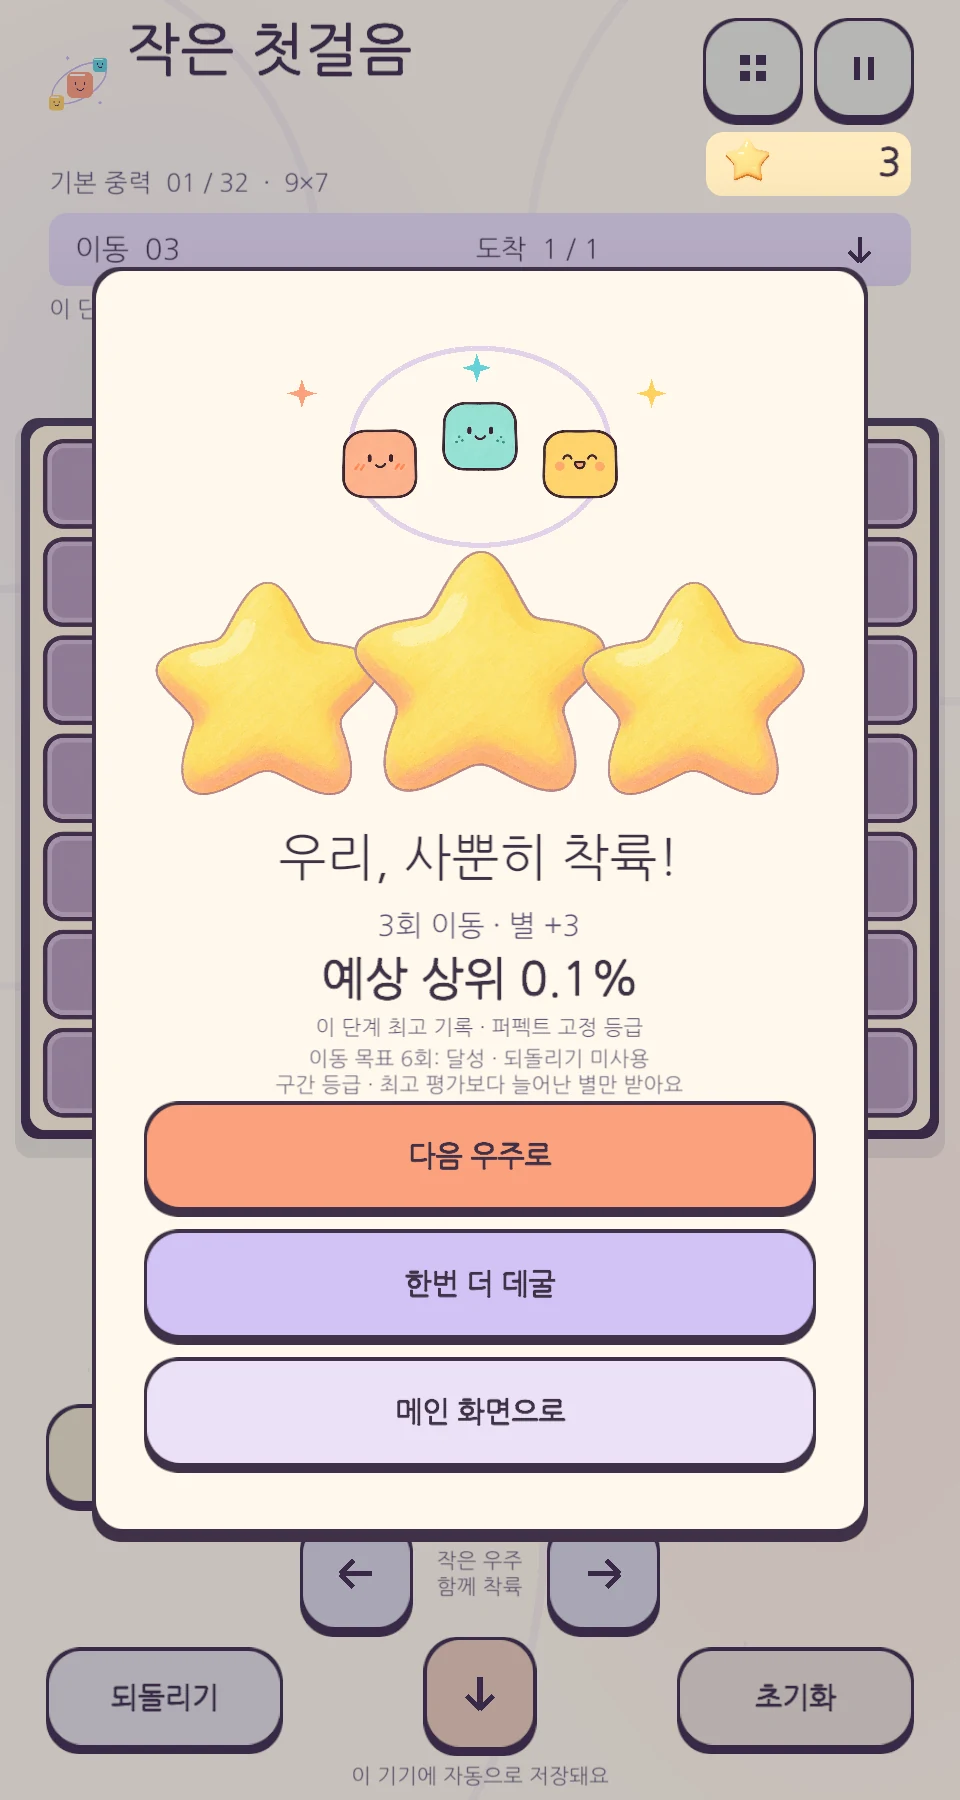 작은 첫걸음
3
기본 중력 01 / 32 · 9×7
이동 03 도착 1 / 1 ↓
이
우리, 사뿐히 착륙!
3회 이동 · 별 +3
예상 상위 0.1%
이 단계 최고 기록 · 퍼펙트 고정 등급
이동 목표 6회: 달성 · 되돌리기 미사용
구간 등급 · 최고 평가보다 늘어난 별만 받아요
다음 우주로
한번 더 데굴
메인 화면으로
← 작은 우주 →
함께 착륙
되돌리기 ↓ 초기화
이 기기에 자동으로 저장돼요